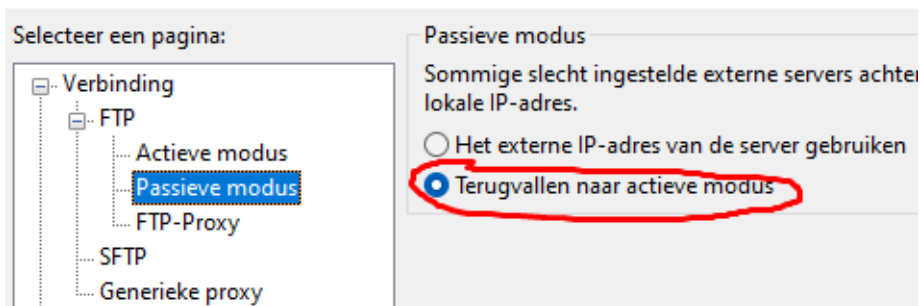 Selecteer een pagina:
Verbinding
FTP
Actieve modus
Passieve modus
FTP-Proxy
SFTP
Generieke proxy
Passieve modus
Sommige slecht ingestelde externe servers achter
lokale IP-adres.
Het externe IP-adres van de server gebruiken
Terugvallen naar actieve modus